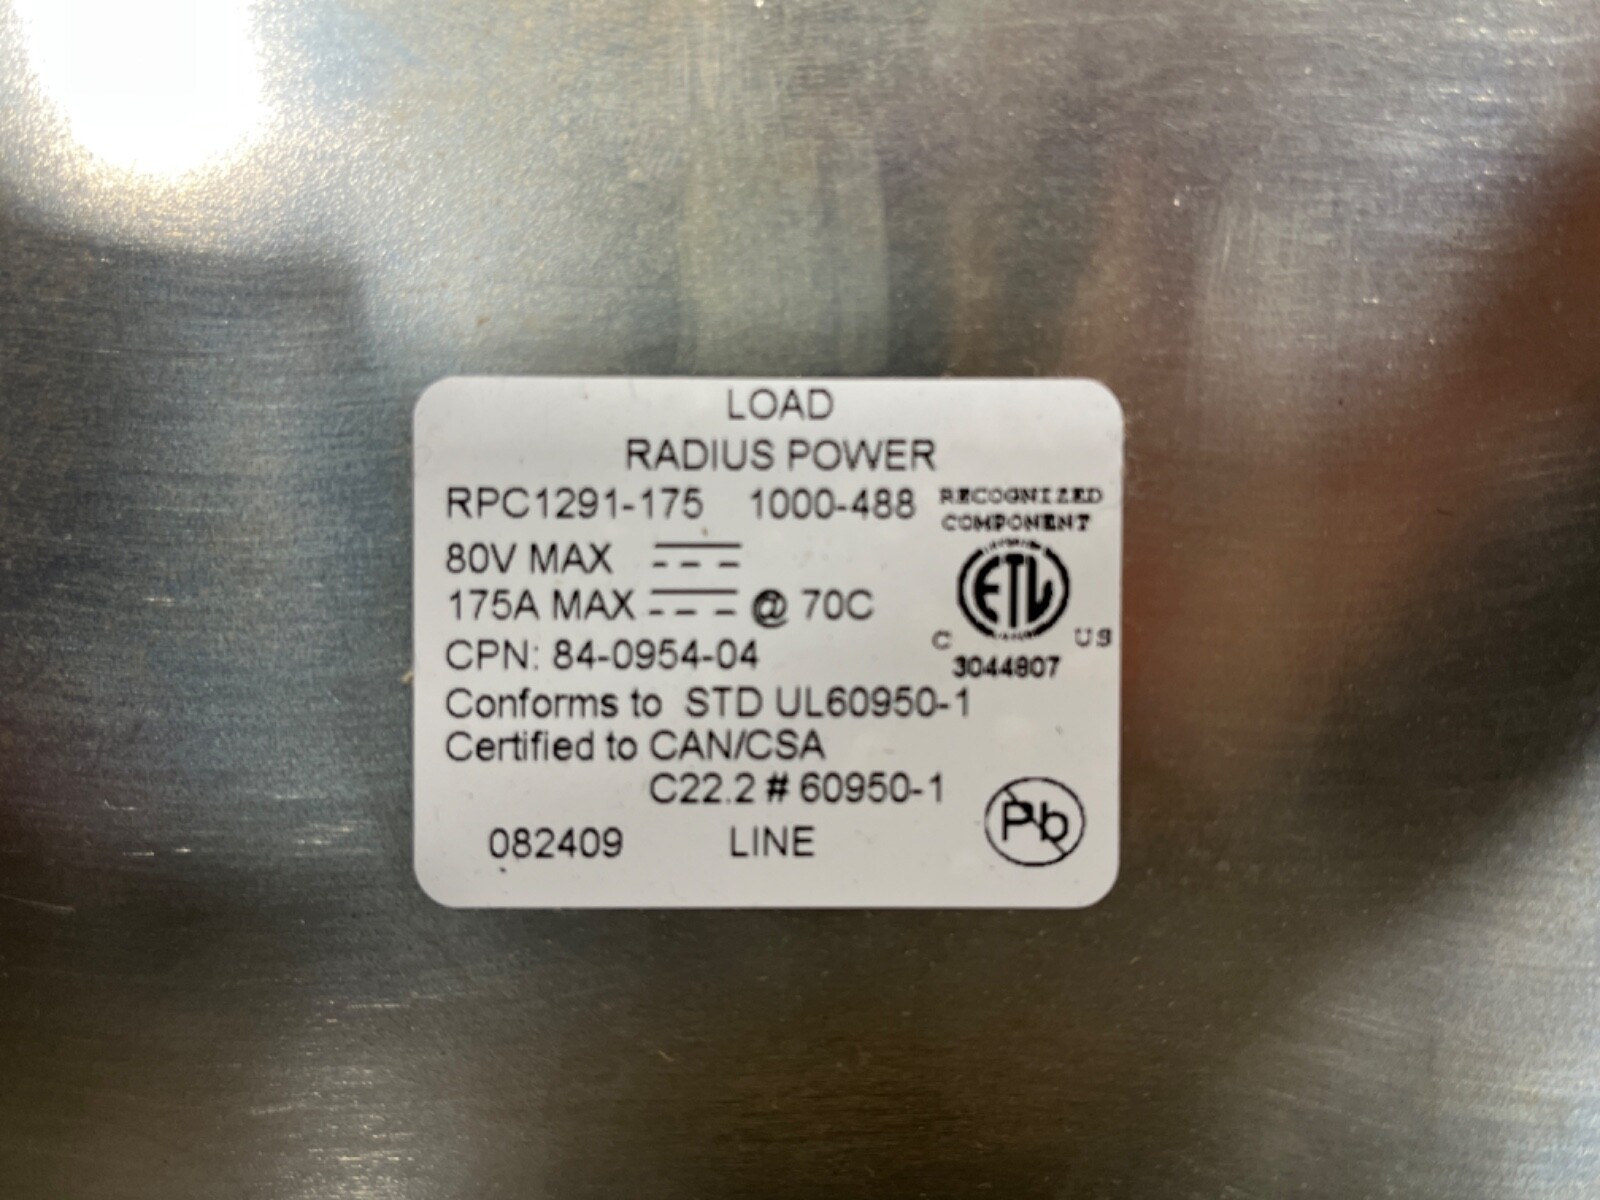 LOAD
RADIUS POWER
RPC1291-175 1000-488
RECOGNIZED
COMPONENT
80V MAX
175A MAX @ 70C
ETL
C US
3044807
CPN: 84-0954-04
Conforms to STD UL60950-1
Certified to CAN/CSA
C22.2 # 60950-1
Pb
082409 LINE